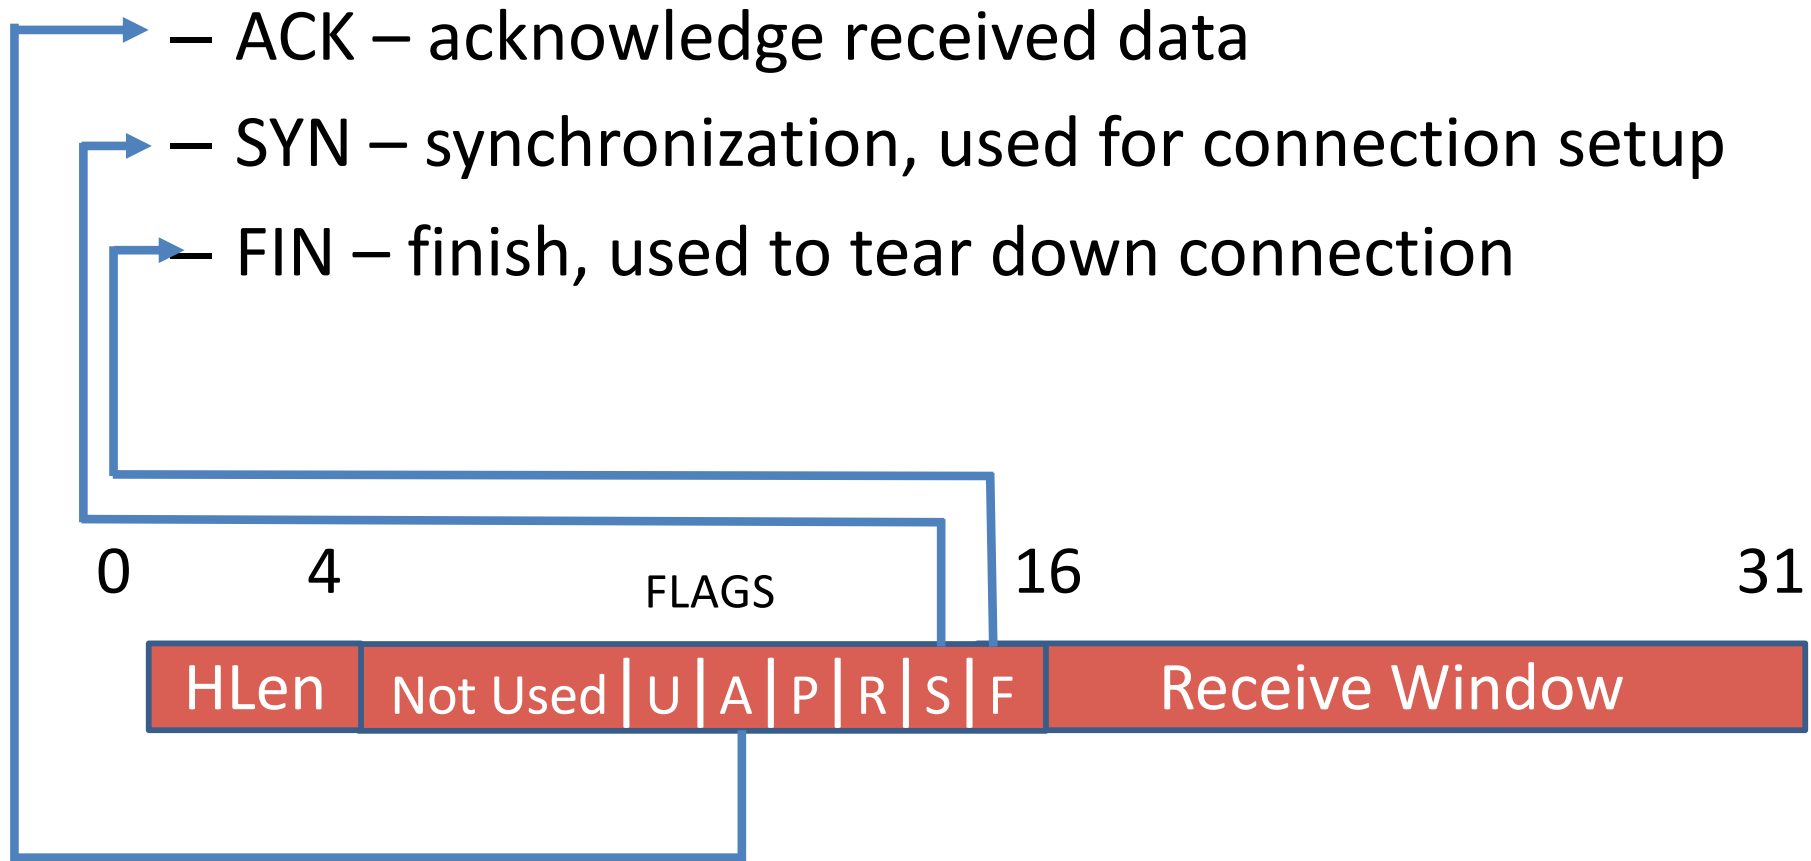 – ACK – acknowledge received data
– SYN – synchronization, used for connection setup
– FIN – finish, used to tear down connection
0 4 FLAGS 16 31
HLen Not Used U A P R S F Receive Window